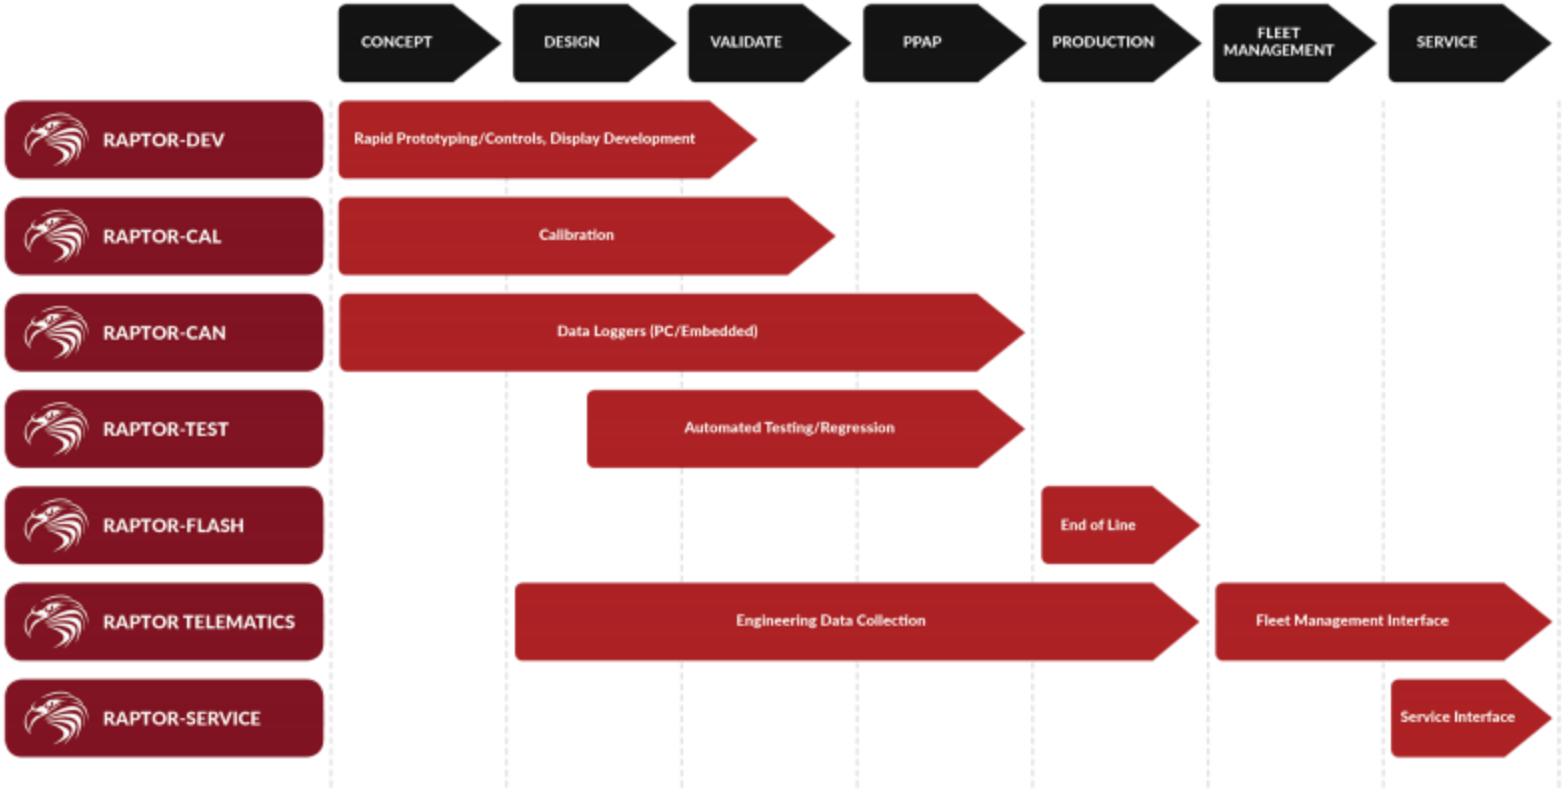 CONCEPT
DESIGN
VALIDATE
PPAP
PRODUCTION
FLEET
MANAGEMENT
SERVICE
RAPTOR-DEV
Rapid Prototyping/Controls, Display Development
RAPTOR-CAL
Calibration
RAPTOR-CAN
Data Loggers (PC/Embedded)
RAPTOR-TEST
Automated Testing/Regression
RAPTOR-FLASH
End of Line
RAPTOR TELEMATICS
Engineering Data Collection
Fleet Management Interface
RAPTOR-SERVICE
Service Interface